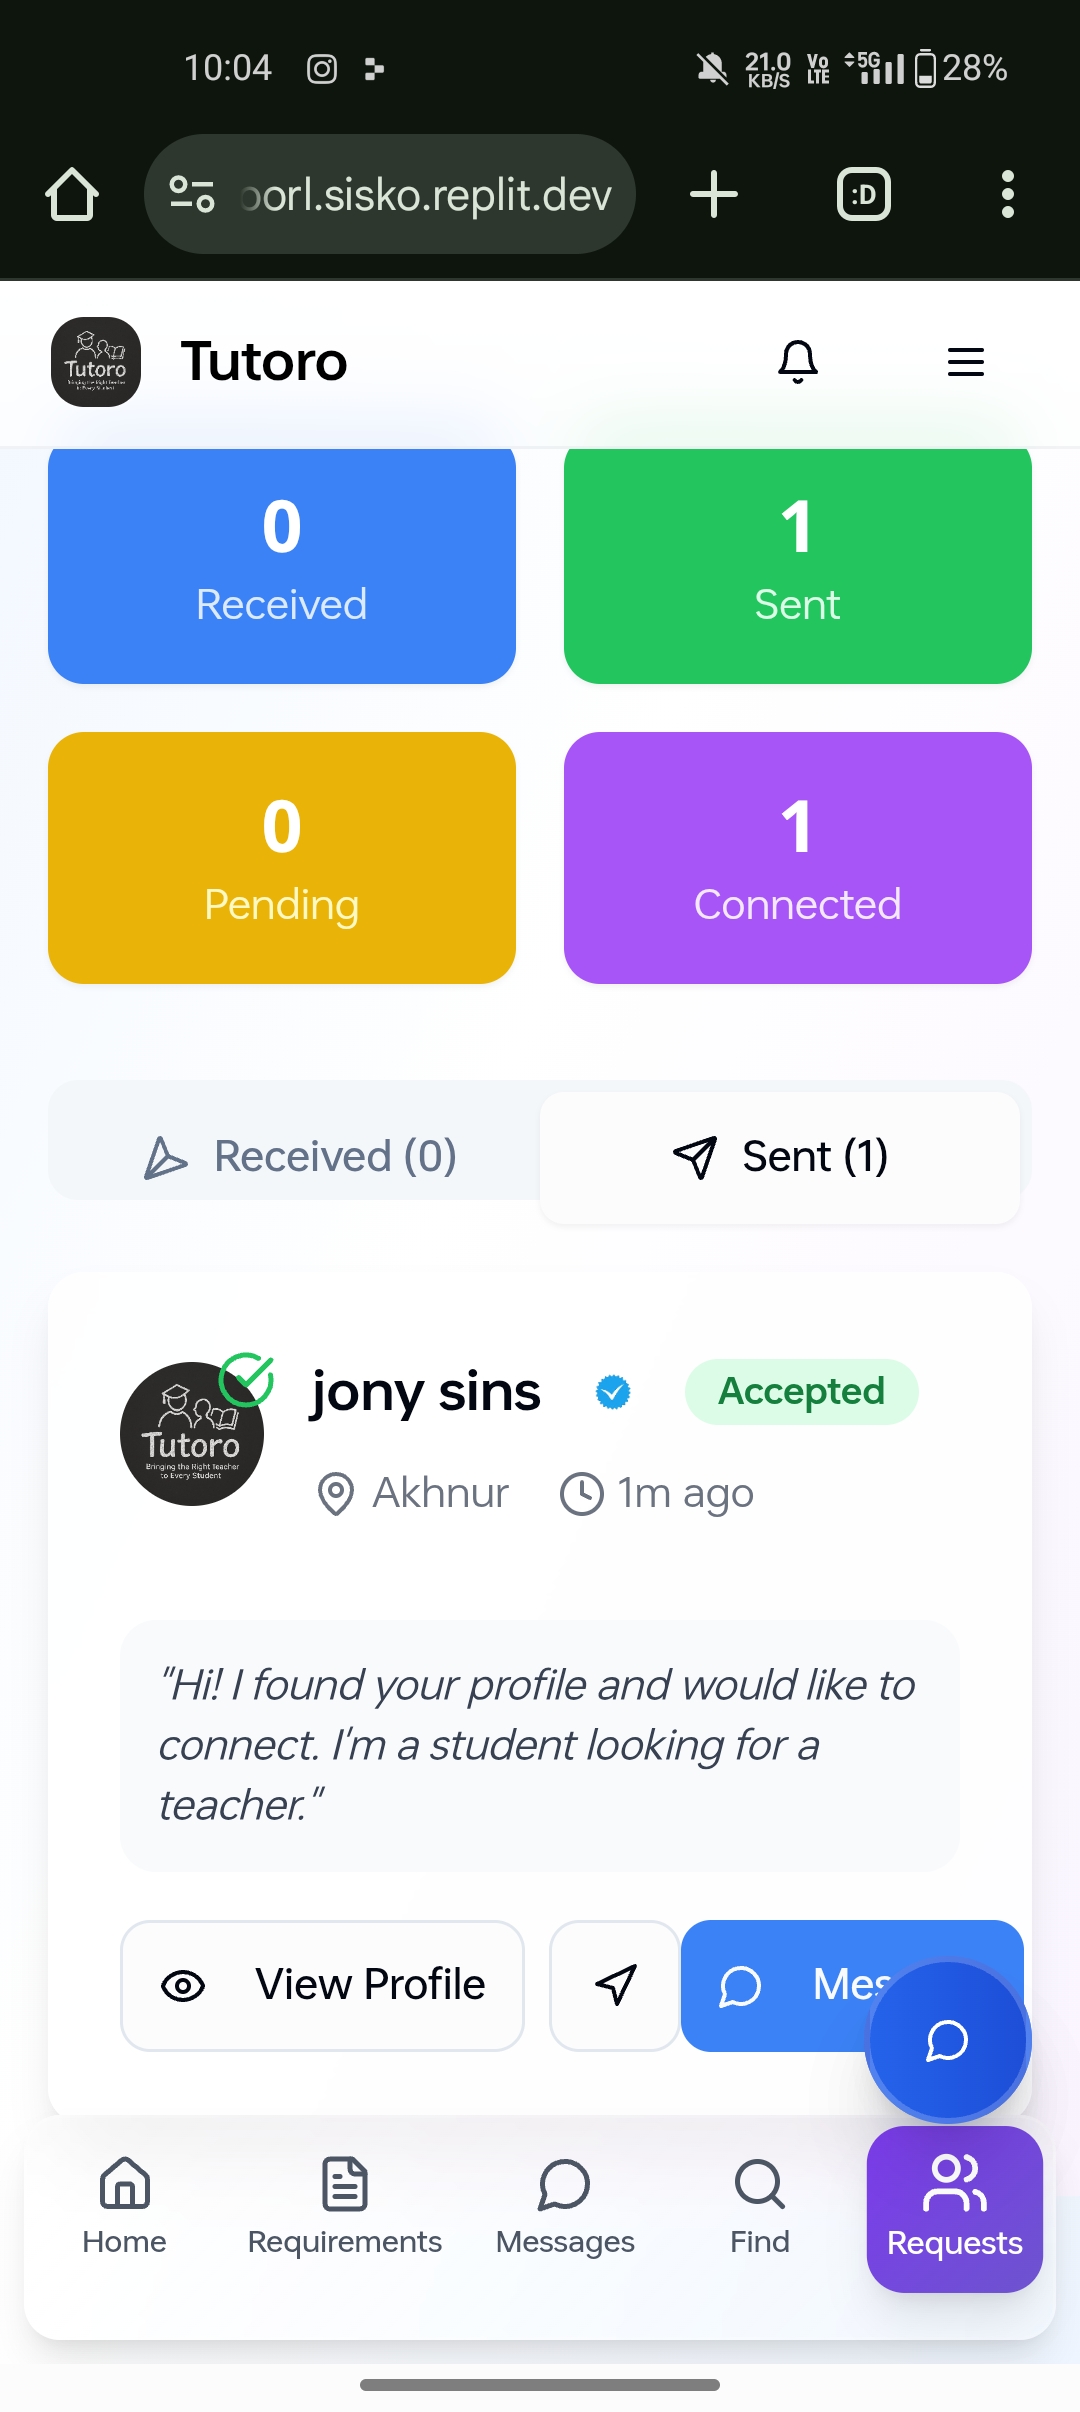 10:04
21.0
KB/S
Vo
LTE
5G
28%
orl.sisko.replit.dev
:D
Tutoro
Bringing the Right Teacher
to Every Student
Tutoro
0
Received
1
Sent
0
Pending
1
Connected
Received (0)
Sent (1)
Tutoro
Bringing the Right Teacher
to Every Student
jony sins
Accepted
Akhnur
1m ago
"Hi! I found your profile and would like to
connect. I'm a student looking for a
teacher."
View Profile
Mes
Home
Requirements
Messages
Find
Requests